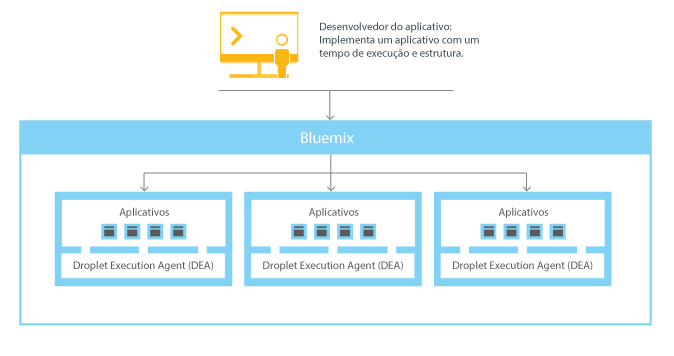 Desenvolvedor do aplicativo:
Implementa um aplicativo com um
tempo de execução e estrutura.
Bluemix
Aplicativos
Aplicativos
Aplicativos
Droplet Execution Agent (DEA)
Droplet Execution Agent (DEA)
Droplet Execution Agent (DEA)